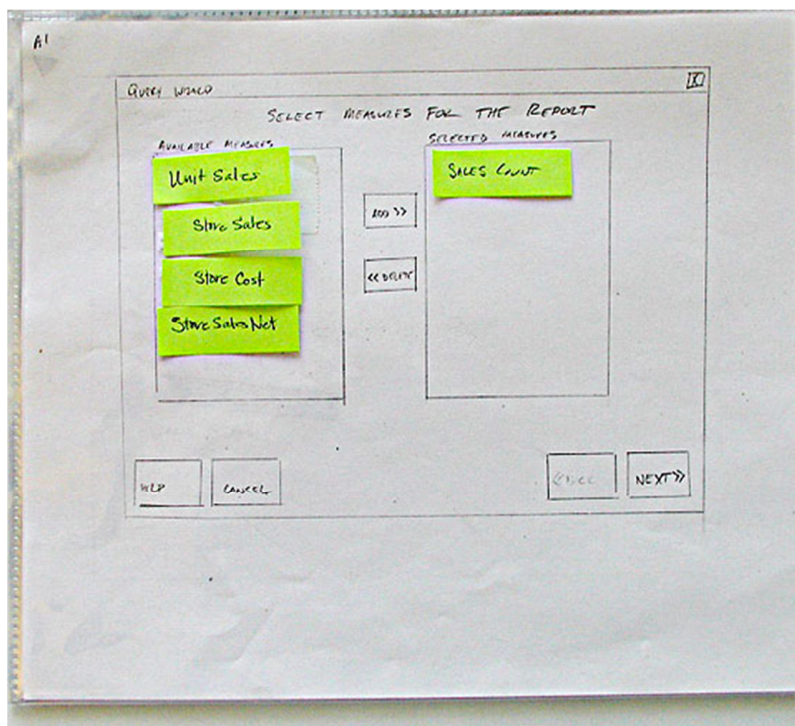 A1
QUERY WIZARD
X
SELECT MEASURES FOR THE REPORT
AVAILABLE MEASURES
SELECTED MEASURES
Unit Sales
SALES COUNT
Store Sales
ADD >>
Store Cost
<< DELETE
Store Sales Net
HELP
CANCEL
NEXT >>